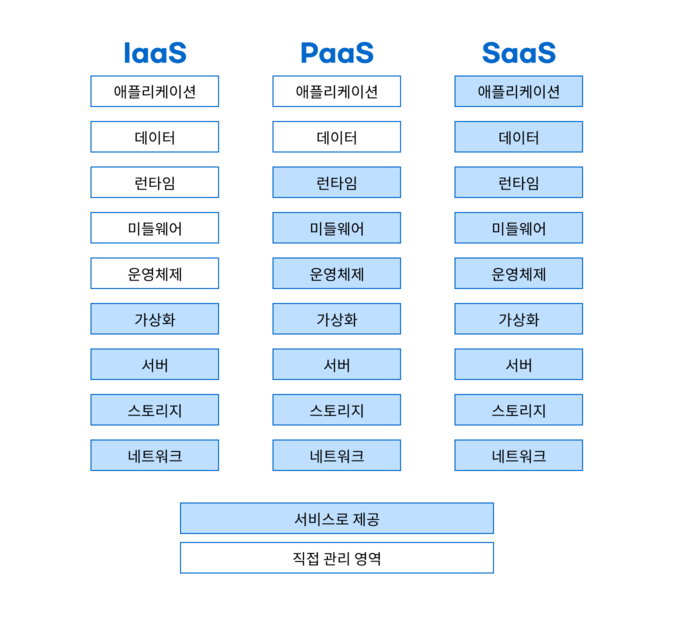 IaaS
애플리케이션
데이터
런타임
미들웨어
운영체제
가상화
서버
스토리지
네트워크
PaaS
애플리케이션
데이터
런타임
미들웨어
운영체제
가상화
서버
스토리지
네트워크
SaaS
애플리케이션
데이터
런타임
미들웨어
운영체제
가상화
서버
스토리지
네트워크
서비스로 제공
직접 관리 영역